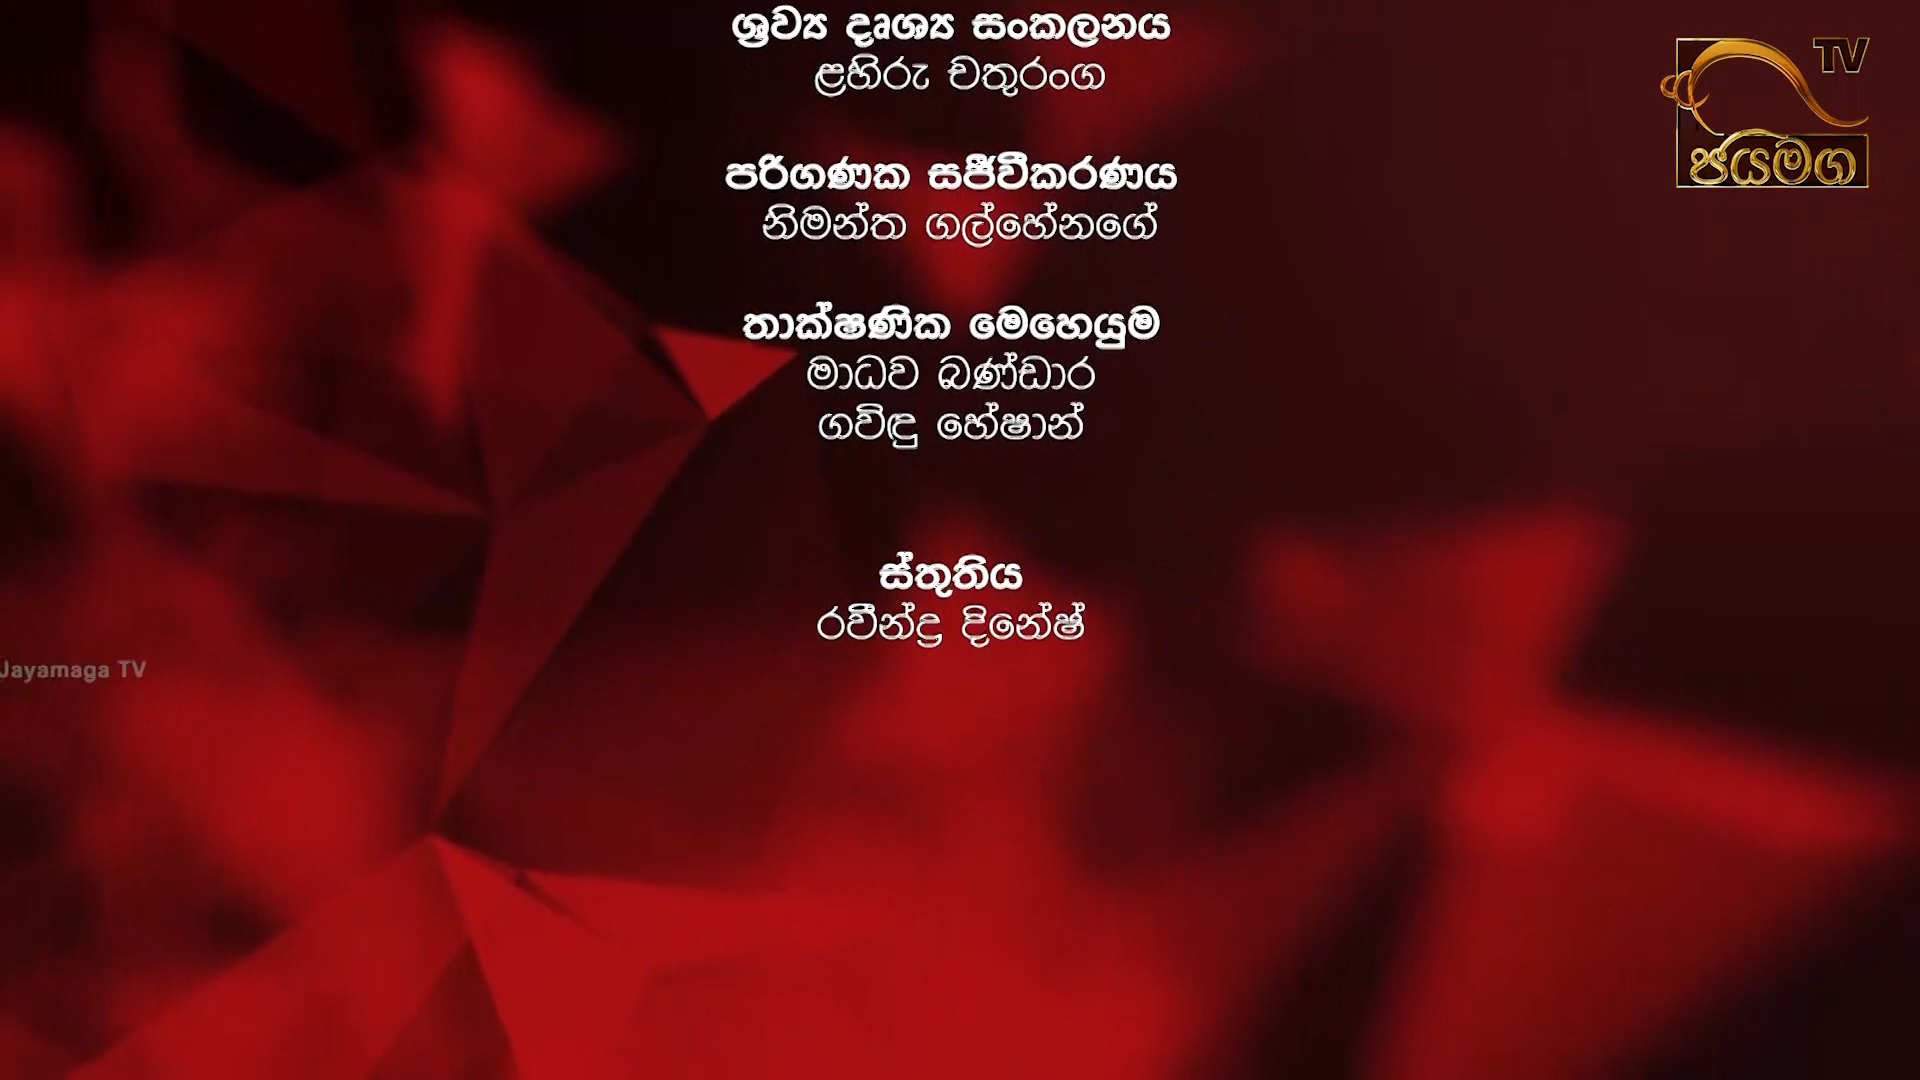 ශ්‍රව්‍ය දෘශ්‍ය සංකලනය
ළහිරු චතුරංග
පරිගණක සජීවීකරණය
නිමන්ත ගල්හේනගේ
තාක්ෂණික මෙහෙයුම
මාධව බණ්ඩාර
ගවිඳු හේෂාන්
ස්තුතිය
රවීන්ද්‍ර දිනේෂ්
TV
ජයමග
Jayamaga TV